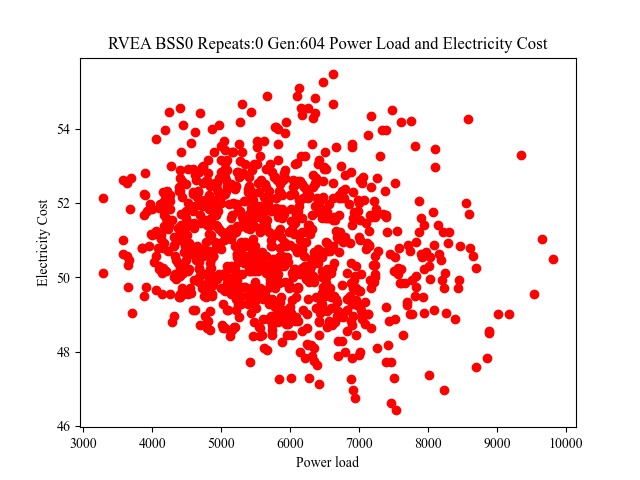 RVEA BSS0 Repeats:0 Gen:604 Power Load and Electricity Cost
Electricity Cost
54
52
50
48
46
3000 4000 5000 6000 7000 8000 9000 10000
Power load